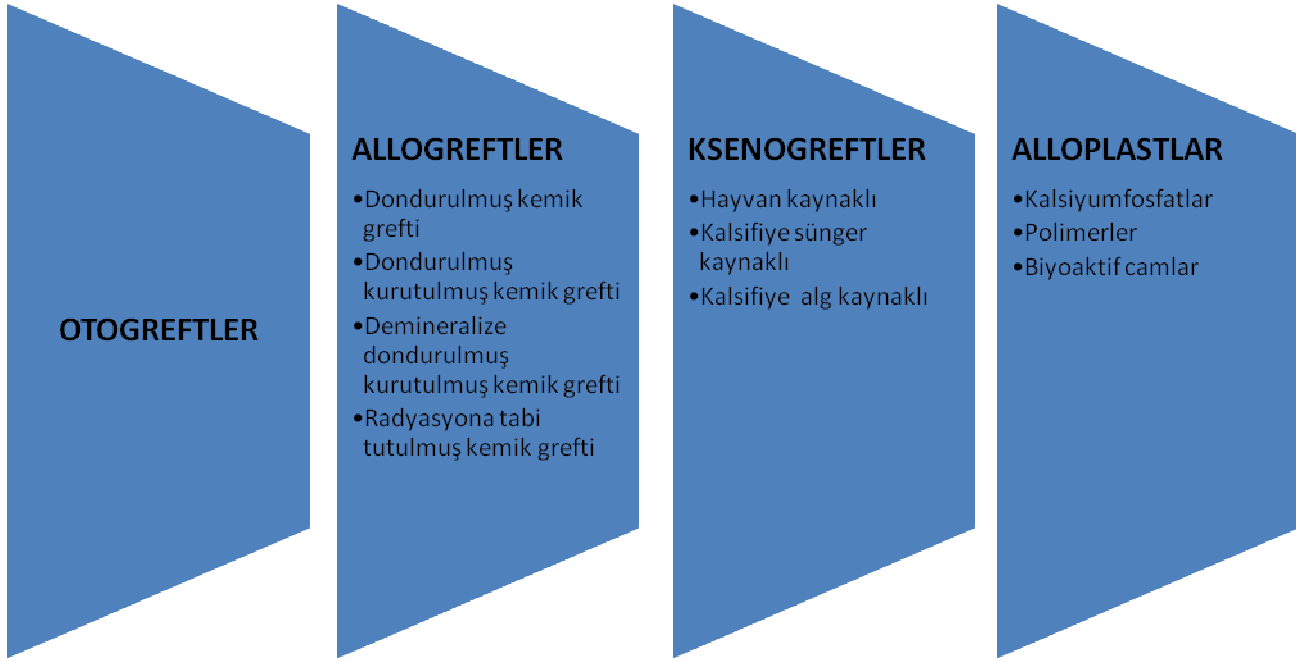 OTOGREFTLER
ALLOGREFTLER
•Dondurulmuş kemik
grefti
•Dondurulmuş
kurutulmuş kemik grefti
•Demineralize
dondurulmuş
kurutulmuş kemik grefti
•Radyasyona tabi
tutulmuş kemik grefti
KSENOGREFTLER
•Hayvan kaynaklı
•Kalsifiye sünger
kaynaklı
•Kalsifiye alg kaynaklı
ALLOPLASTLAR
•Kalsiyumfosfatlar
•Polimerler
•Biyoaktif camlar